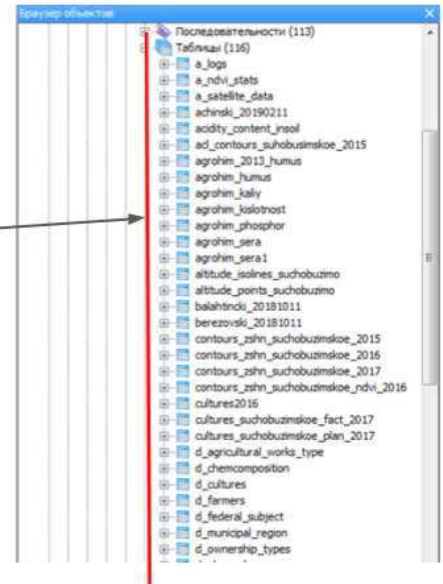 Браузер объектов
Последовательности (113)
Таблицы (116)
a_logs
a_ndvi_stats
a_satellite_data
achinski_20190211
acidity_content_insoil
acl_contours_suhobusimskoe_2015
agrohim_2013_humus
agrohim_humus
agrohim_kaliy
agrohim_kislotnost
agrohim_phosphor
agrohim_sera
agrohim_sera1
altitude_isolines_suchobuzimo
altitude_points_suchobuzimo
balahtincki_20181011
berezovski_20181011
contours_zshn_suchobuzimskoe_2015
contours_zshn_suchobuzimskoe_2016
contours_zshn_suchobuzimskoe_2017
contours_zshn_suchobuzimskoe_ndvi_2016
cultures2016
cultures_suchobuzimskoe_fact_2017
cultures_suchobuzimskoe_plan_2017
d_agricultural_works_type
d_chemcomposition
d_cultures
d_farmers
d_federal_subject
d_municipal_region
d_ownership_types